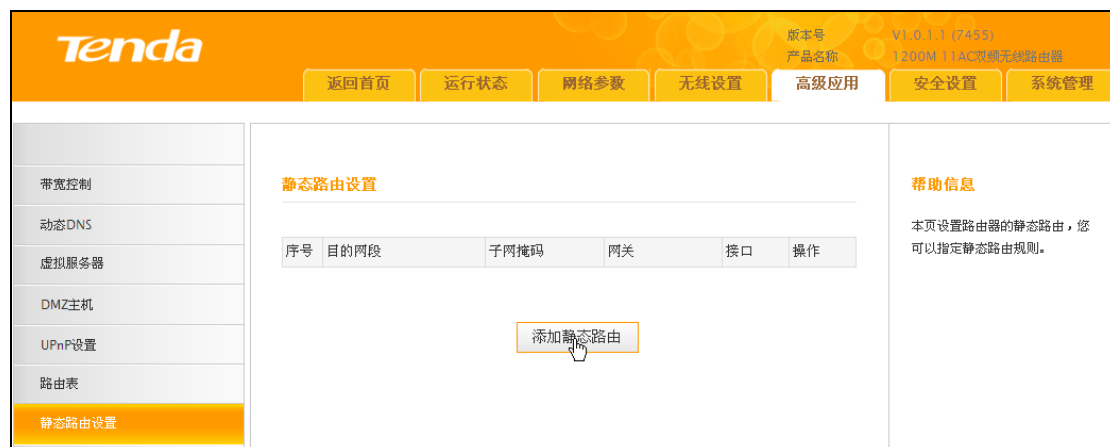 Tenda
版本号 V1.0.1.1 (7455)
产品名称 1200M 11AC双频无线路由器
返回首页 运行状态 网络参数 无线设置 高级应用 安全设置 系统管理
带宽控制
动态DNS
虚拟服务器
DMZ主机
UPnP设置
路由表
静态路由设置
静态路由设置
序号 目的网段 子网掩码 网关 接口 操作
添加静态路由
帮助信息
本页设置路由器的静态路由，您
可以指定静态路由规则。